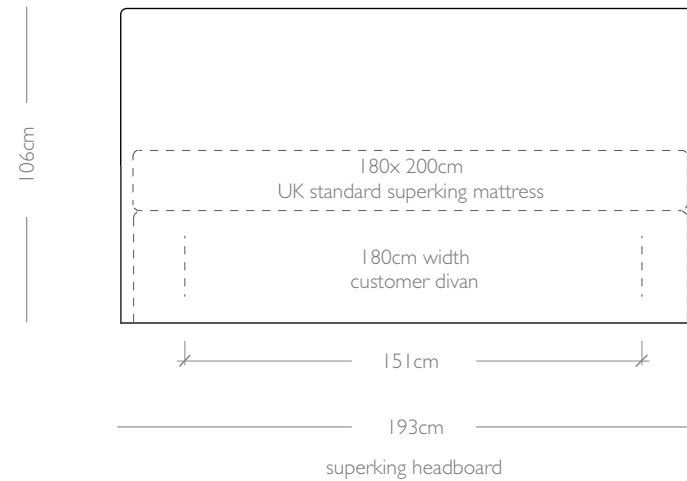 106cm
180x 200cm
UK standard superking mattress
180cm width
customer divan
151cm
193cm
superking headboard